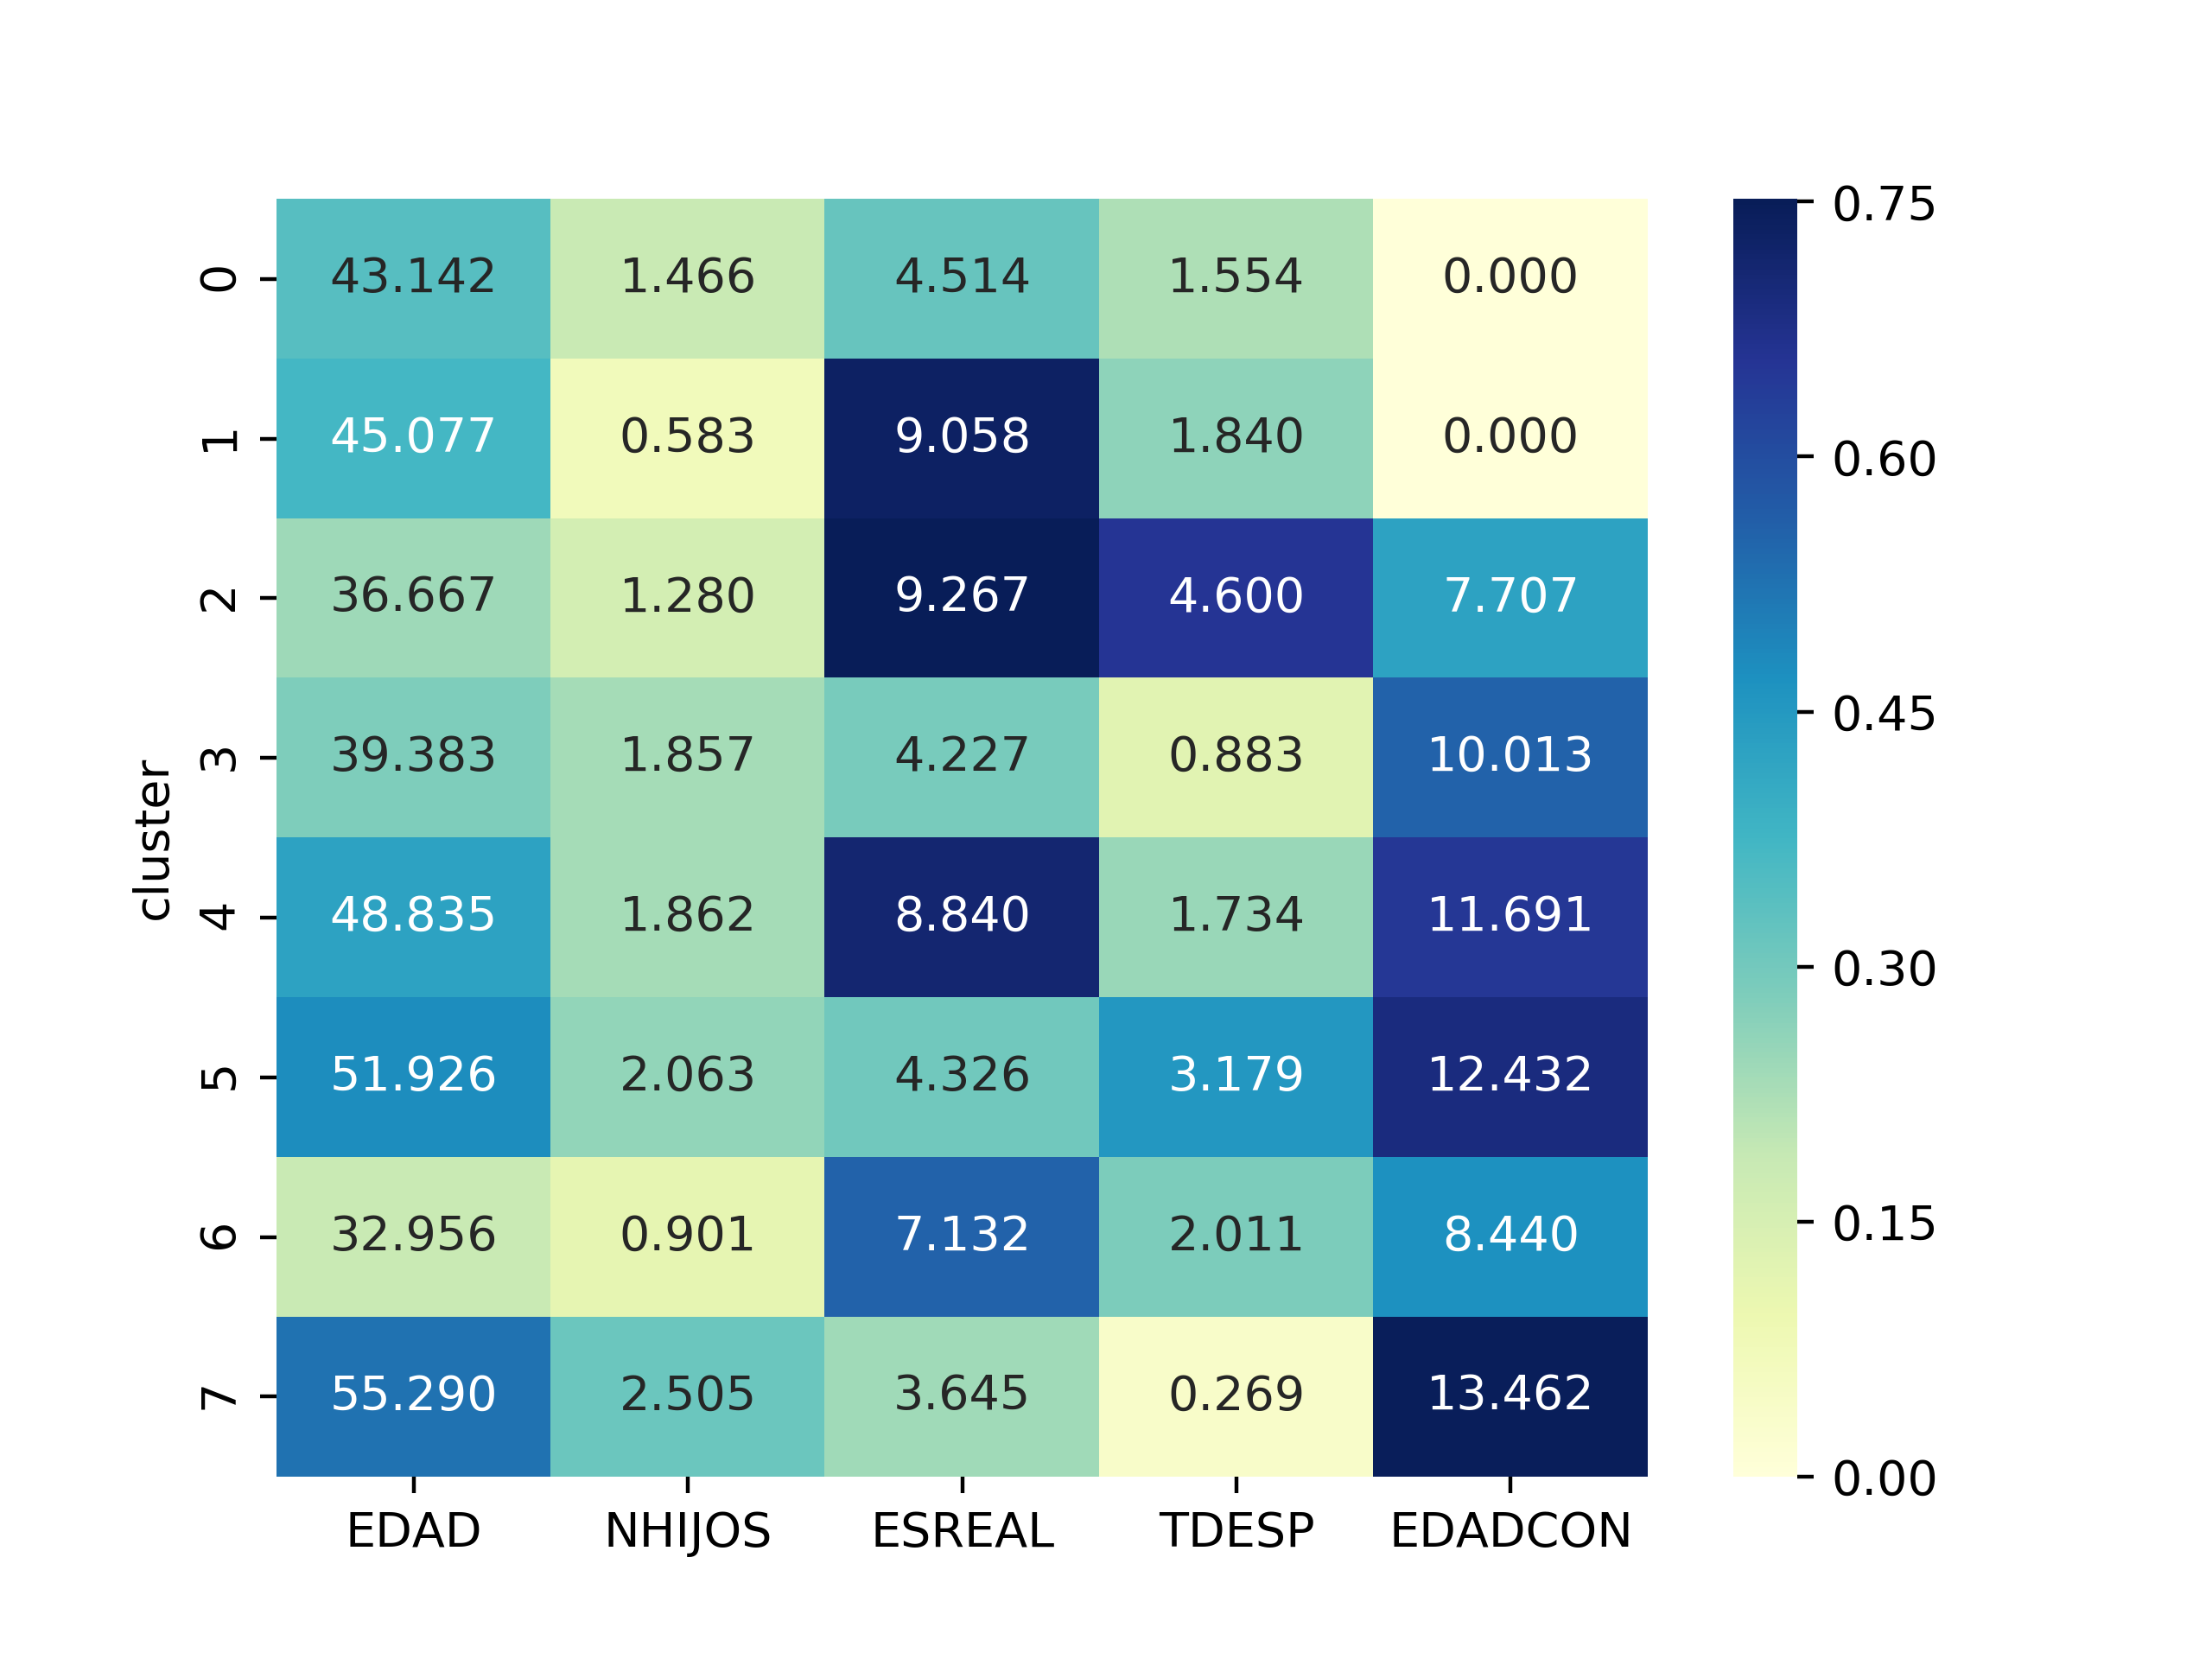 cluster
0 43.142 1.466 4.514 1.554 0.000
1 45.077 0.583 9.058 1.840 0.000
2 36.667 1.280 9.267 4.600 7.707
3 39.383 1.857 4.227 0.883 10.013
4 48.835 1.862 8.840 1.734 11.691
5 51.926 2.063 4.326 3.179 12.432
6 32.956 0.901 7.132 2.011 8.440
7 55.290 2.505 3.645 0.269 13.462
EDAD NHIJOS ESREAL TDESP EDADCON
0.75
0.60
0.45
0.30
0.15
0.00